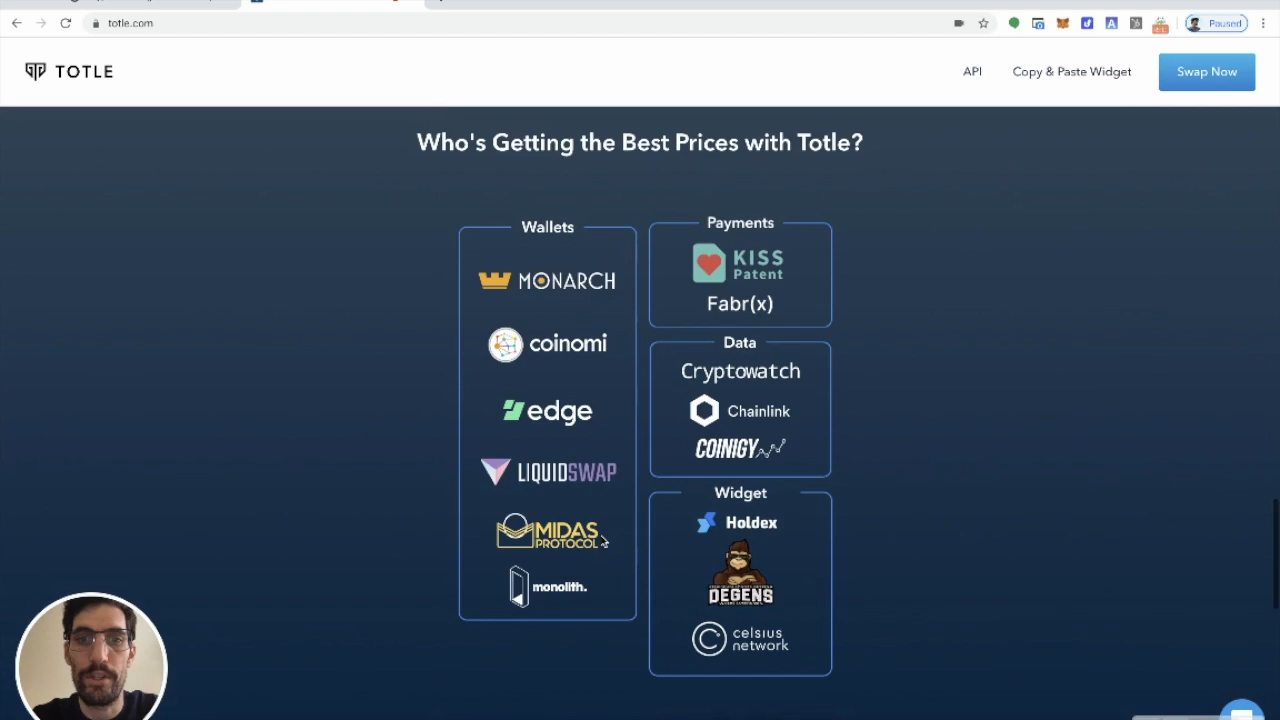 totle.com
Paused
TOTLE
API
Copy & Paste Widget
Swap Now
Who's Getting the Best Prices with Totle?
Wallets
MONARCH
coinomi
edge
LIQUIDSWAP
MIDAS
PROTOCOL
monolith.
Payments
KISS
Patent
Fabr(x)
Data
Cryptowatch
Chainlink
COINIGY
Widget
Holdex
DEGENS
celsius
network